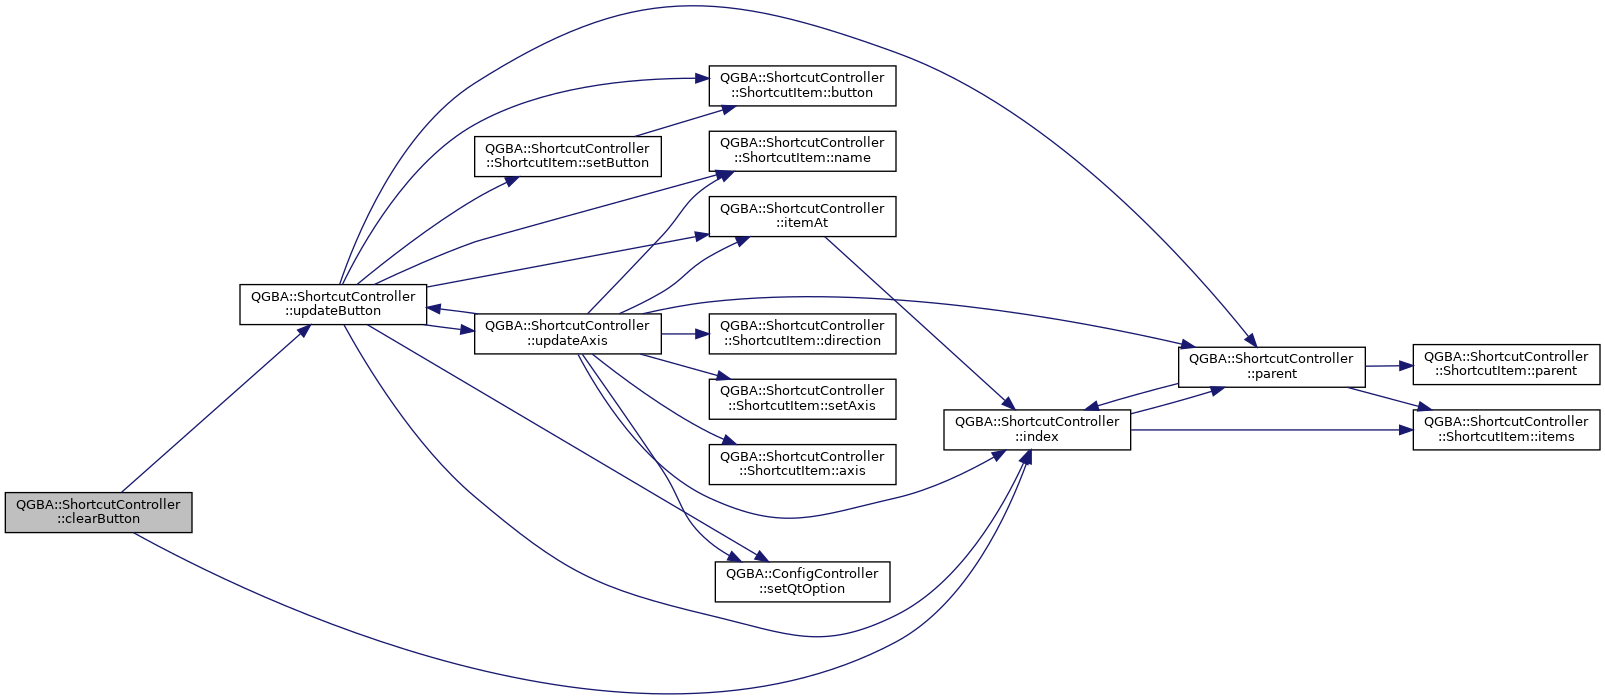 QGBA::ShortcutController
::ShortcutItem::button
QGBA::ShortcutController
::ShortcutItem::setButton
QGBA::ShortcutController
::ShortcutItem::name
QGBA::ShortcutController
::itemAt
QGBA::ShortcutController
::updateButton
QGBA::ShortcutController
::updateAxis
QGBA::ShortcutController
::ShortcutItem::direction
QGBA::ShortcutController
::parent
QGBA::ShortcutController
::ShortcutItem::parent
QGBA::ShortcutController
::ShortcutItem::setAxis
QGBA::ShortcutController
::index
QGBA::ShortcutController
::ShortcutItem::items
QGBA::ShortcutController
::ShortcutItem::axis
QGBA::ShortcutController
::clearButton
QGBA::ConfigController
::setQtOption